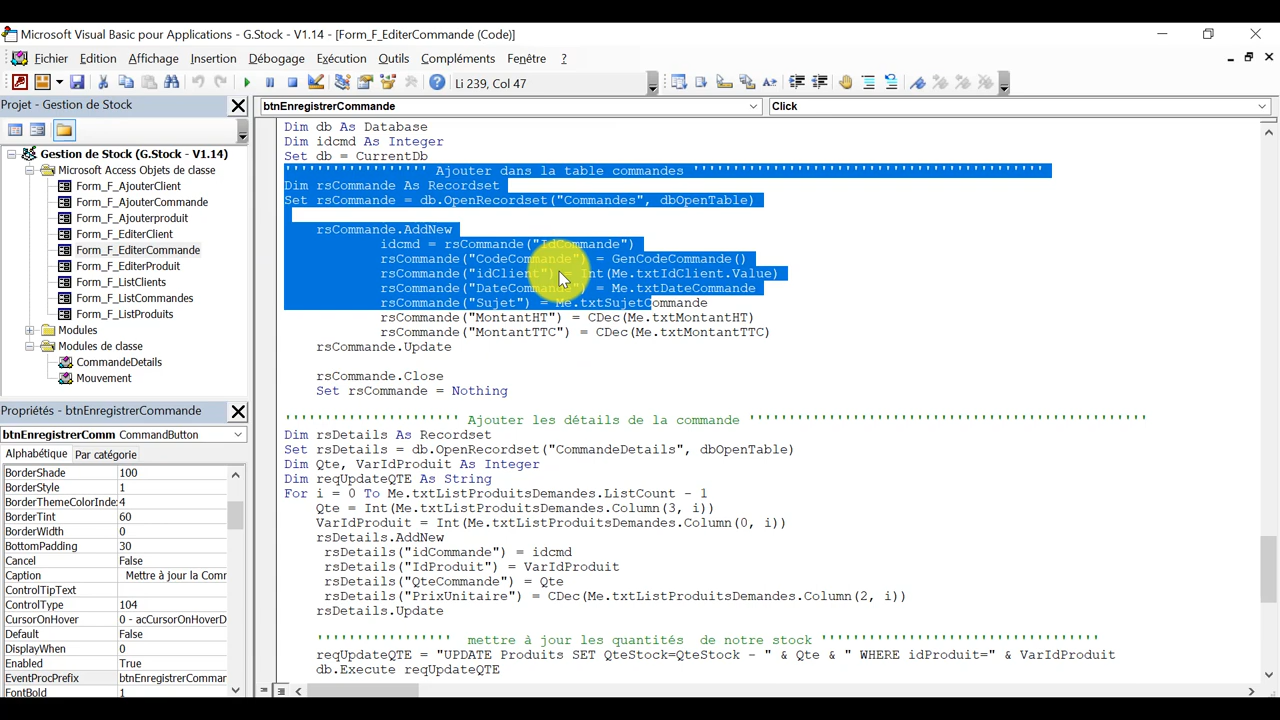 Microsoft Visual Basic pour Applications - G.Stock - V1.14 - [Form_F_EditerCommande (Code)]
Fichier Edition Affichage Insertion Débogage Exécution Outils Compléments Fenêtre ?
Li 239, Col 47
Projet - Gestion de Stock
btnEnregistrerCommande
Click
Gestion de Stock (G.Stock - V1.14)
Microsoft Access Objets de classe
Form_F_AjouterClient
Form_F_AjouterCommande
Form_F_Ajouterproduit
Form_F_EditerClient
Form_F_EditerCommande
Form_F_EditerProduit
Form_F_ListClients
Form_F_ListCommandes
Form_F_ListProduits
Modules
Modules de classe
CommandeDetails
Mouvement
Propriétés - btnEnregistrerCommande
btnEnregistrerComm CommandButton
Alphabétique Par catégorie
BorderShade 100
BorderStyle 1
BorderThemeColorInde: 4
BorderTint 60
BorderWidth 0
BottomPadding 30
Cancel False
Caption Mettre à jour la Comr
ControlTipText
ControlType 104
CursorOnHover 0 - acCursorOnHoverD
Default False
DisplayWhen 0
Enabled True
EventProcPrefix btnEnregistrerCommar
FontBold 1
Dim db As Database
Dim idcmd As Integer
Set db = CurrentDb
'''''''''''''''''' Ajouter dans la table commandes '''''''''''''''''''''''''''''''''''''''''''''
Dim rsCommande As Recordset
Set rsCommande = db.OpenRecordset("Commandes", dbOpenTable)
rsCommande.AddNew
idcmd = rsCommande("IdCommande")
rsCommande("CodeCommande") = GenCodeCommande()
rsCommande("idClient") = Int(Me.txtIdClient.Value)
rsCommande("DateCommande") = Me.txtDateCommande
rsCommande("Sujet") = Me.txtSujetCommande
rsCommande("MontantHT") = CDec(Me.txtMontantHT)
rsCommande("MontantTTC") = CDec(Me.txtMontantTTC)
rsCommande.Update
rsCommande.Close
Set rsCommande = Nothing
'''''''''''''''''''''' Ajouter les détails de la commande ''''''''''''''''''''''''''''''''''''''''''''''''''
Dim rsDetails As Recordset
Set rsDetails = db.OpenRecordset("CommandeDetails", dbOpenTable)
Dim Qte, VarIdProduit As Integer
Dim reqUpdateQTE As String
For i = 0 To Me.txtListProduitsDemandes.ListCount - 1
Qte = Int(Me.txtListProduitsDemandes.Column(3, i))
VarIdProduit = Int(Me.txtListProduitsDemandes.Column(0, i))
rsDetails.AddNew
rsDetails("idCommande") = idcmd
rsDetails("IdProduit") = VarIdProduit
rsDetails("QteCommande") = Qte
rsDetails("PrixUnitaire") = CDec(Me.txtListProduitsDemandes.Column(2, i))
rsDetails.Update
''''''''''''''''' mettre à jour les quantités de notre stock '''''''''''''''''''''''''''''''''''
reqUpdateQTE = "UPDATE Produits SET QteStock=QteStock - " & Qte & " WHERE idProduit=" & VarIdProduit
db.Execute reqUpdateQTE